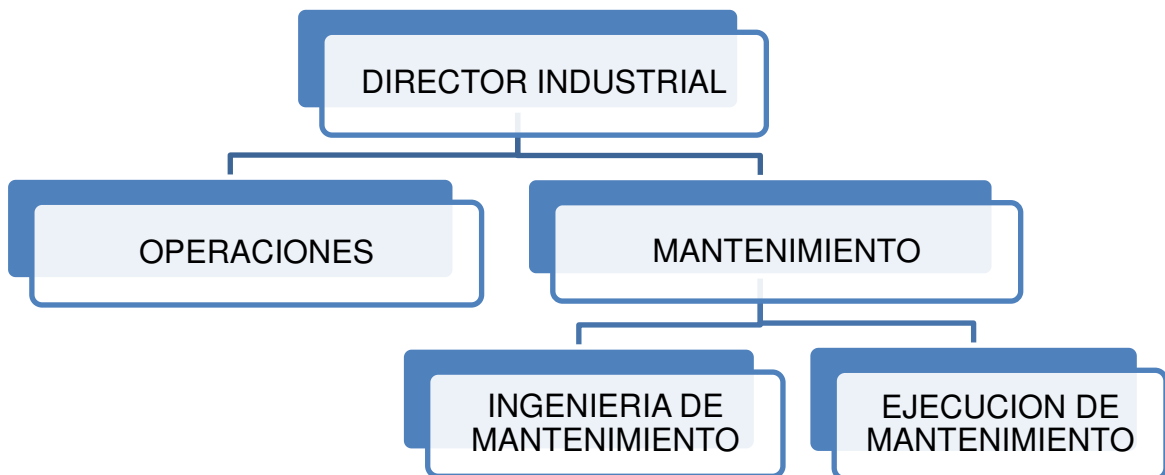 DIRECTOR INDUSTRIAL
OPERACIONES
MANTENIMIENTO
INGENIERIA DE
MANTENIMIENTO
EJECUCION DE
MANTENIMIENTO